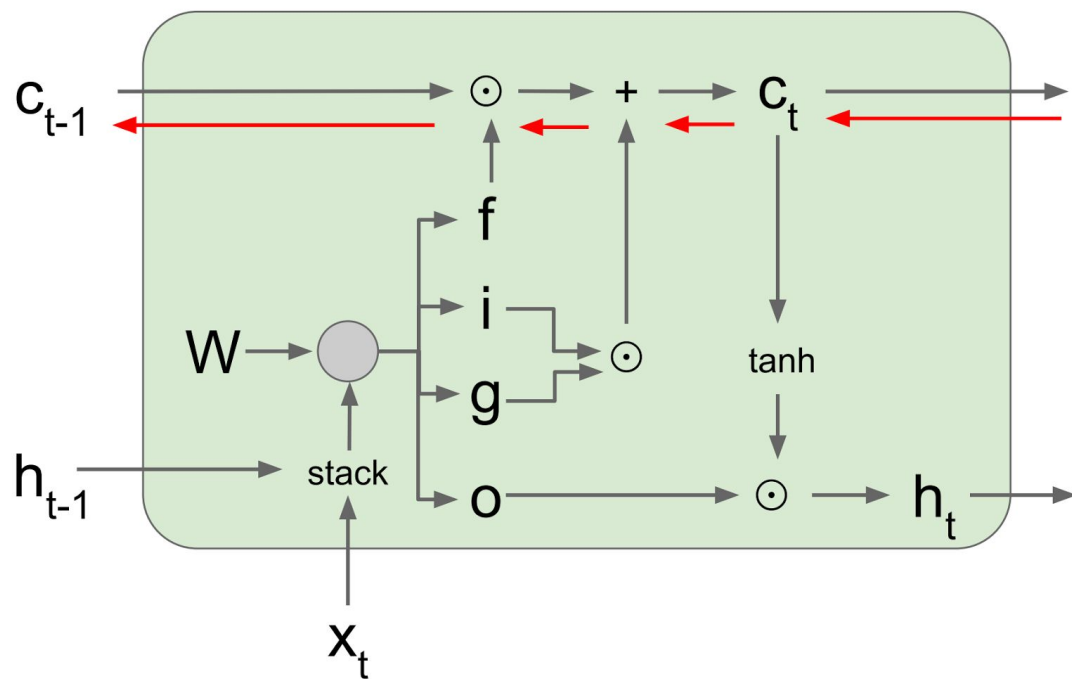 c_{t-1} ⊙ + c_t
f
i
W ⊙ tanh
g
h_{t-1} stack o ⊙ h_t
x_t